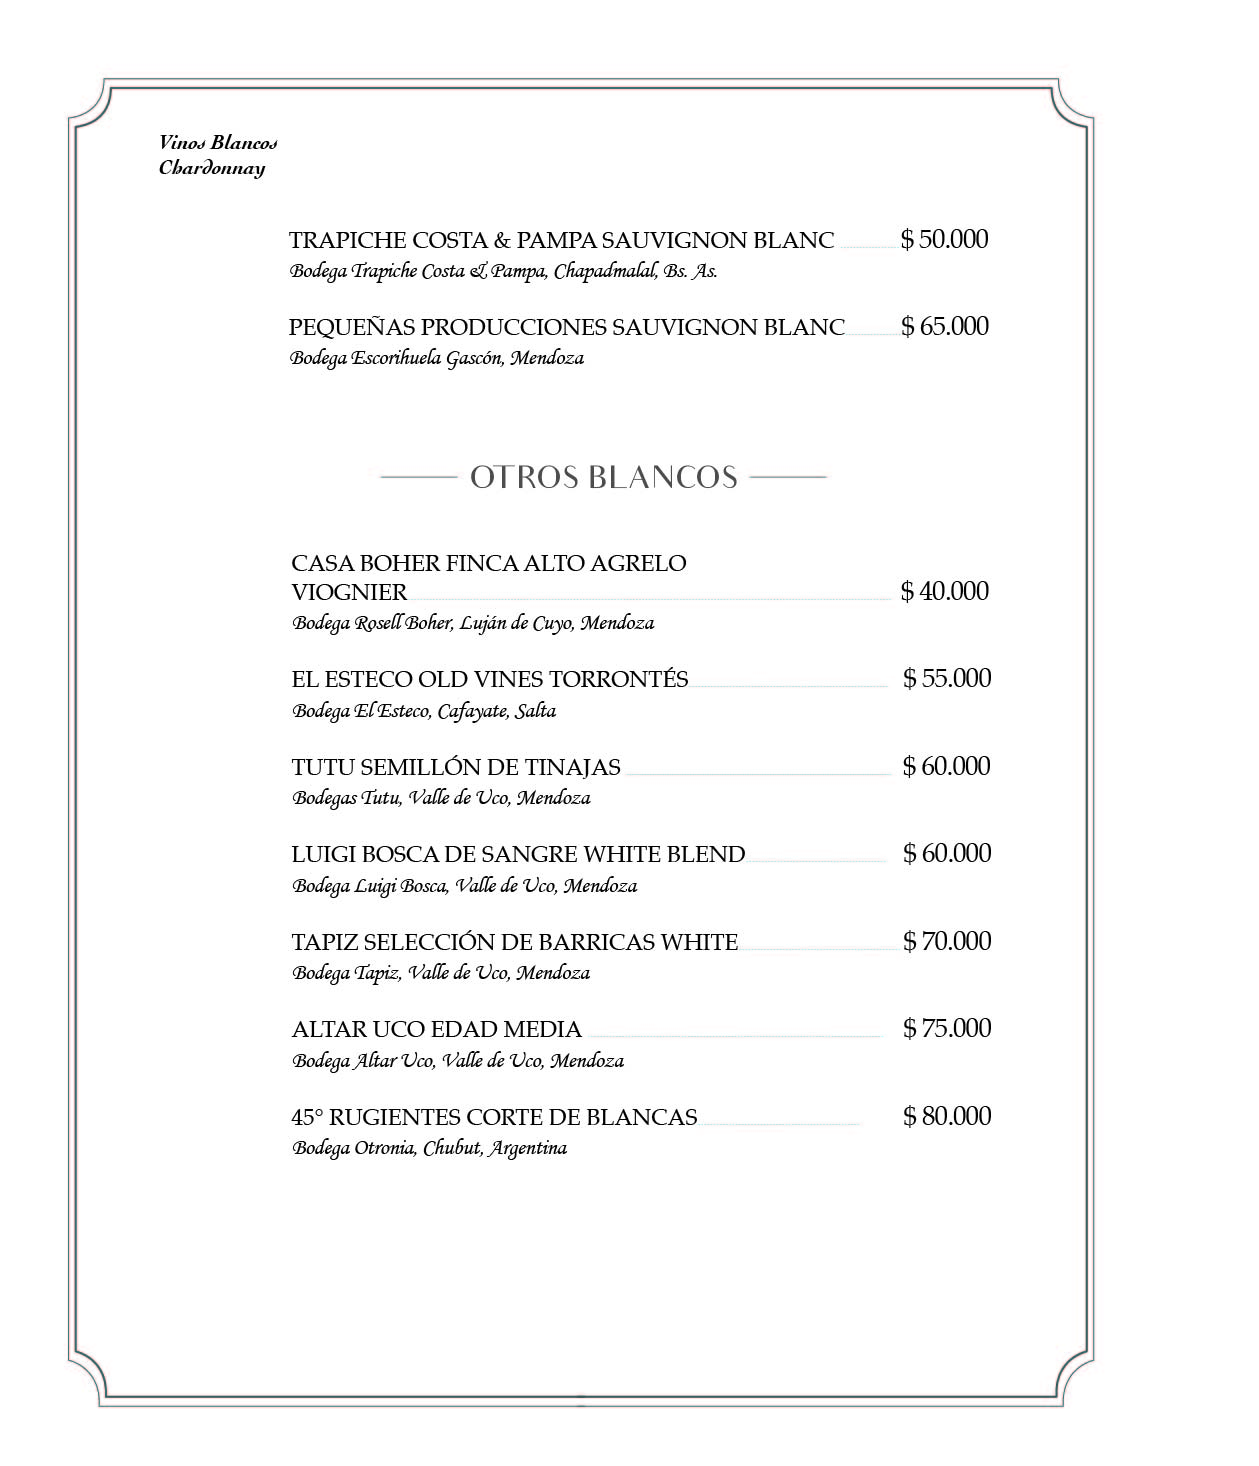 Vinos Blancos
Chardonnay
TRAPICHE COSTA & PAMPA SAUVIGNON BLANC $ 50.000
Bodega Trapiche Costa & Pampa, Chapadmalal, Bs. As.
PEQUEÑAS PRODUCCIONES SAUVIGNON BLANC $ 65.000
Bodega Escorihuela Gascón, Mendoza
OTROS BLANCOS
CASA BOHER FINCA ALTO AGRELO
VIOGNIER $ 40.000
Bodega Rosell Boher, Luján de Cuyo, Mendoza
EL ESTECO OLD VINES TORRONTÉS $ 55.000
Bodega El Esteco, Cafayate, Salta
TUTU SEMILLÓN DE TINAJAS $ 60.000
Bodegas Tutu, Valle de Uco, Mendoza
LUIGI BOSCA DE SANGRE WHITE BLEND $ 60.000
Bodega Luigi Bosca, Valle de Uco, Mendoza
TAPIZ SELECCIÓN DE BARRICAS WHITE $ 70.000
Bodega Tapiz, Valle de Uco, Mendoza
ALTAR UCO EDAD MEDIA $ 75.000
Bodega Altar Uco, Valle de Uco, Mendoza
45° RUGIENTES CORTE DE BLANCAS $ 80.000
Bodega Otronia, Chubut, Argentina